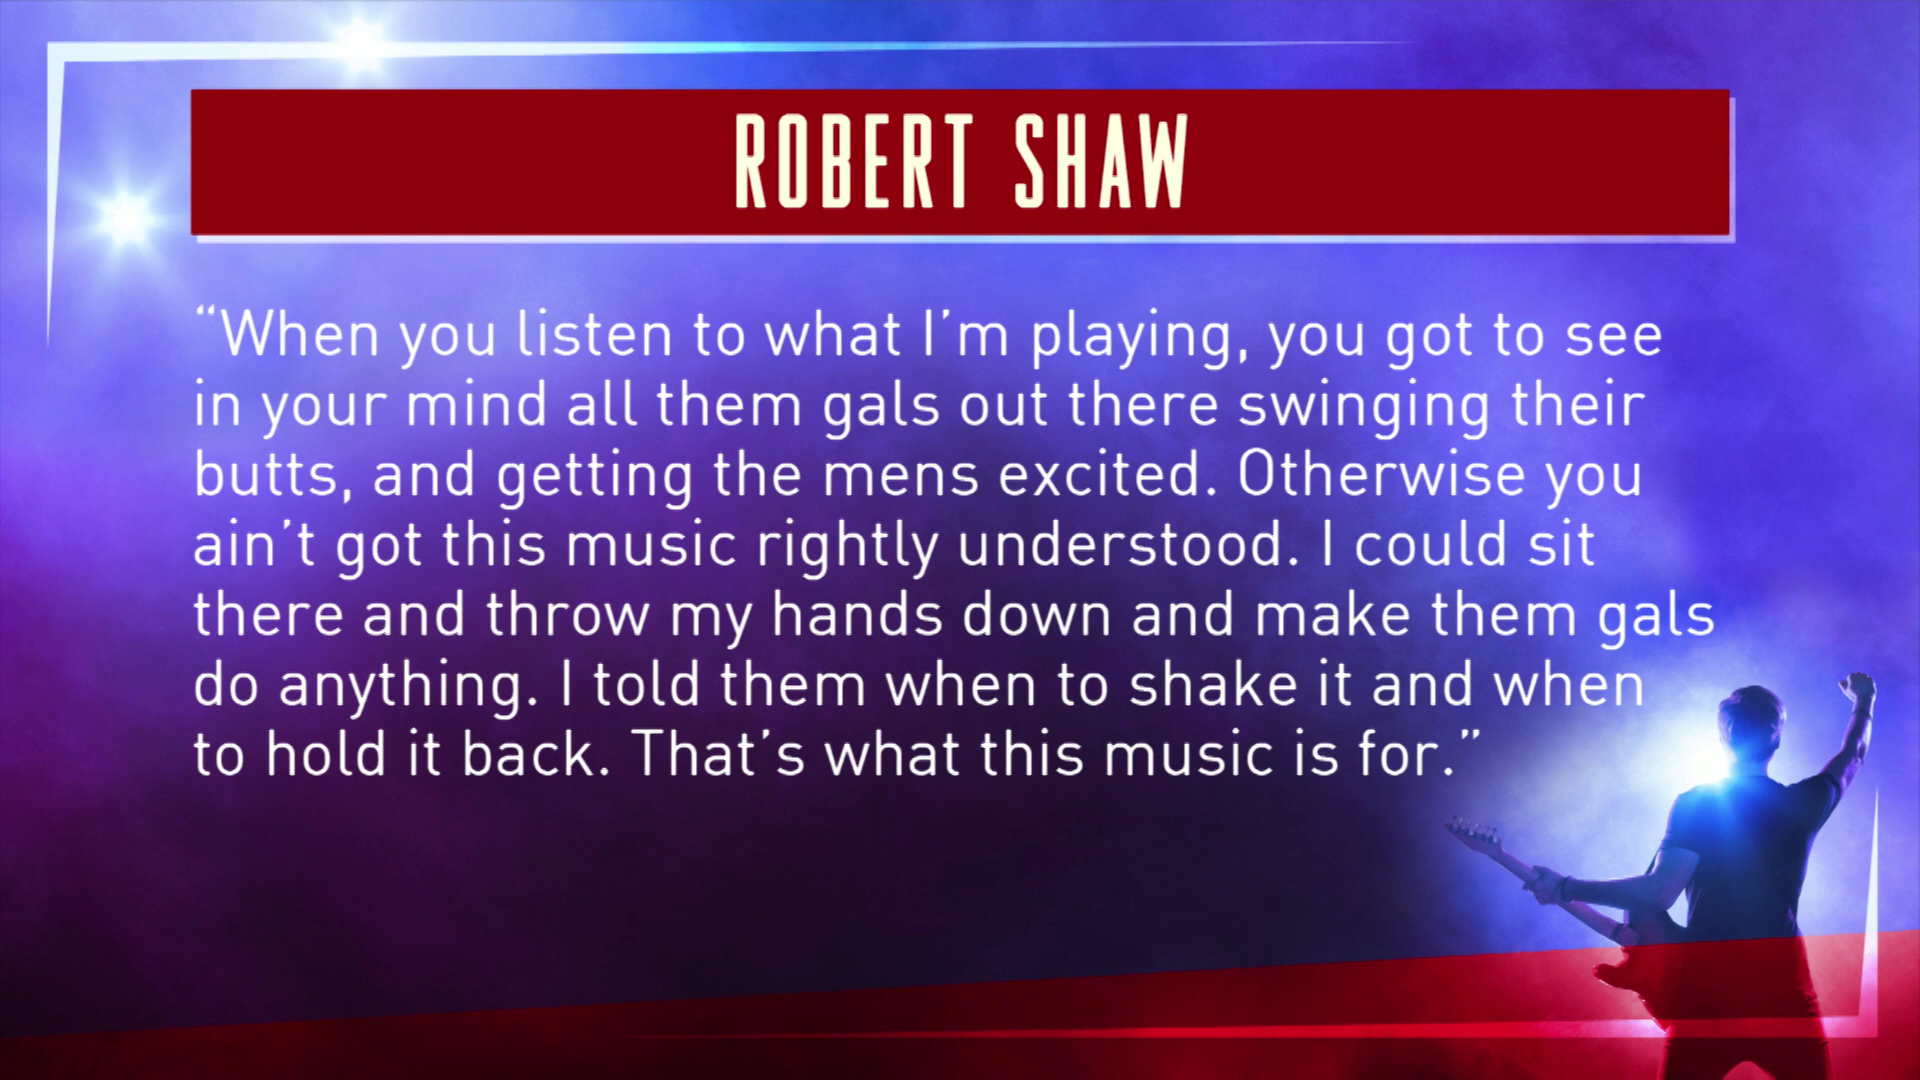 ROBERT SHAW
“When you listen to what I’m playing, you got to see
in your mind all them gals out there swinging their
butts, and getting the mens excited. Otherwise you
ain’t got this music rightly understood. I could sit
there and throw my hands down and make them gals
do anything. I told them when to shake it and when
to hold it back. That’s what this music is for.”